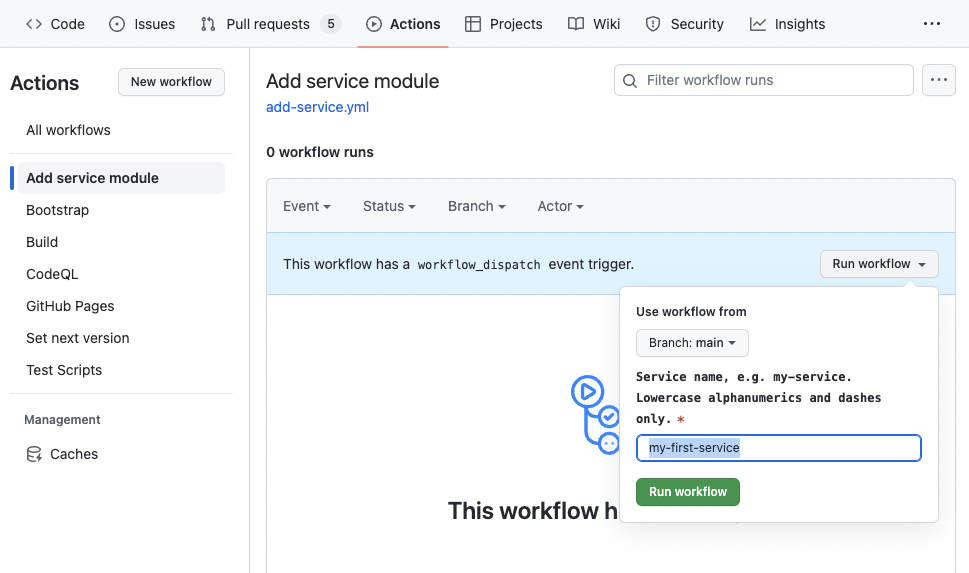 Code
Issues
Pull requests 5
Actions
Projects
Wiki
Security
Insights
Actions
New workflow
All workflows
Add service module
Bootstrap
Build
CodeQL
GitHub Pages
Set next version
Test Scripts
Management
Caches
Add service module
add-service.yml
Filter workflow runs
0 workflow runs
Event
Status
Branch
Actor
This workflow has a workflow_dispatch event trigger.
Run workflow
Use workflow from
Branch: main
Service name, e.g. my-service.
Lowercase alphanumerics and dashes
only. *
my-first-service
Run workflow
This workflow